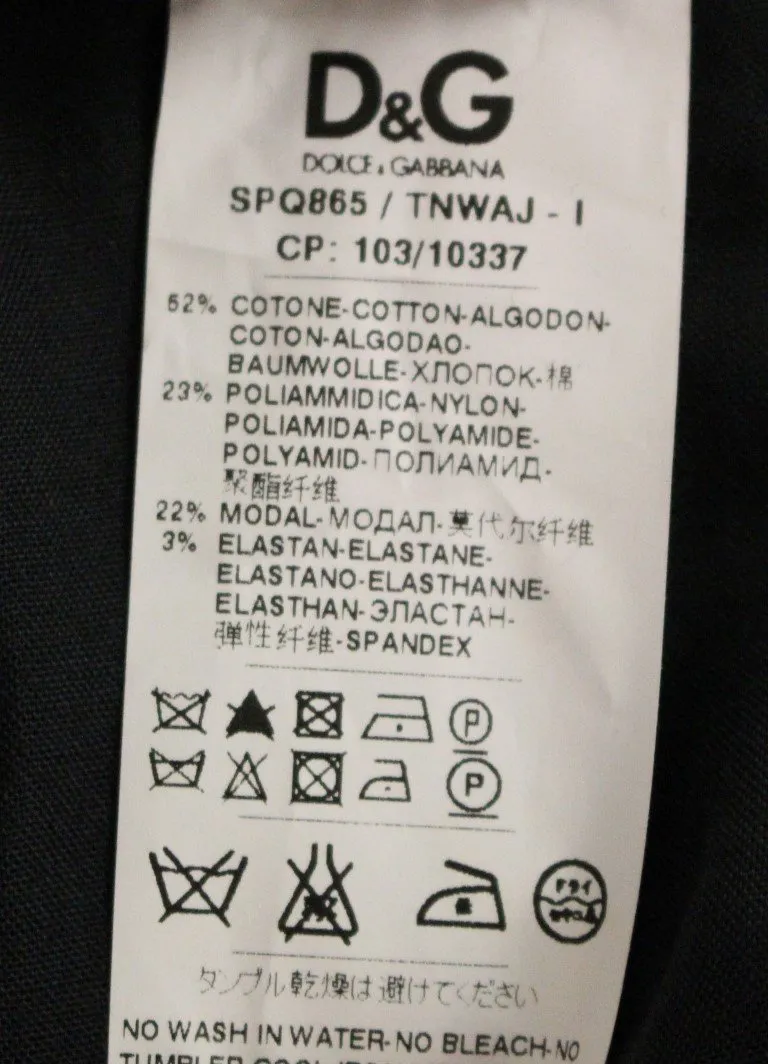 D&G
DOLCE & GABBANA
SPQ865 / TNWAJ - I
CP: 103/10337
52% COTONE-COTTON-ALGODON-
COTON-ALGODAO-
BAUMWOLLE-ХЛОПОК-棉
23% POLIAMMIDICA-NYLON-
POLIAMIDA-POLYAMIDE-
POLYAMID-ПОЛИАМИД-
聚酯纤维
22% MODAL-МОДАЛ-莫代尔纤维
3% ELASTAN-ELASTANE-
ELASTANO-ELASTHANNE-
ELASTHAN-ЭЛАСТАН-
弹性纤维-SPANDEX
P
P
ドライ
タンブル乾燥は避けてください
NO WASH IN WATER-NO BLEACH-NO